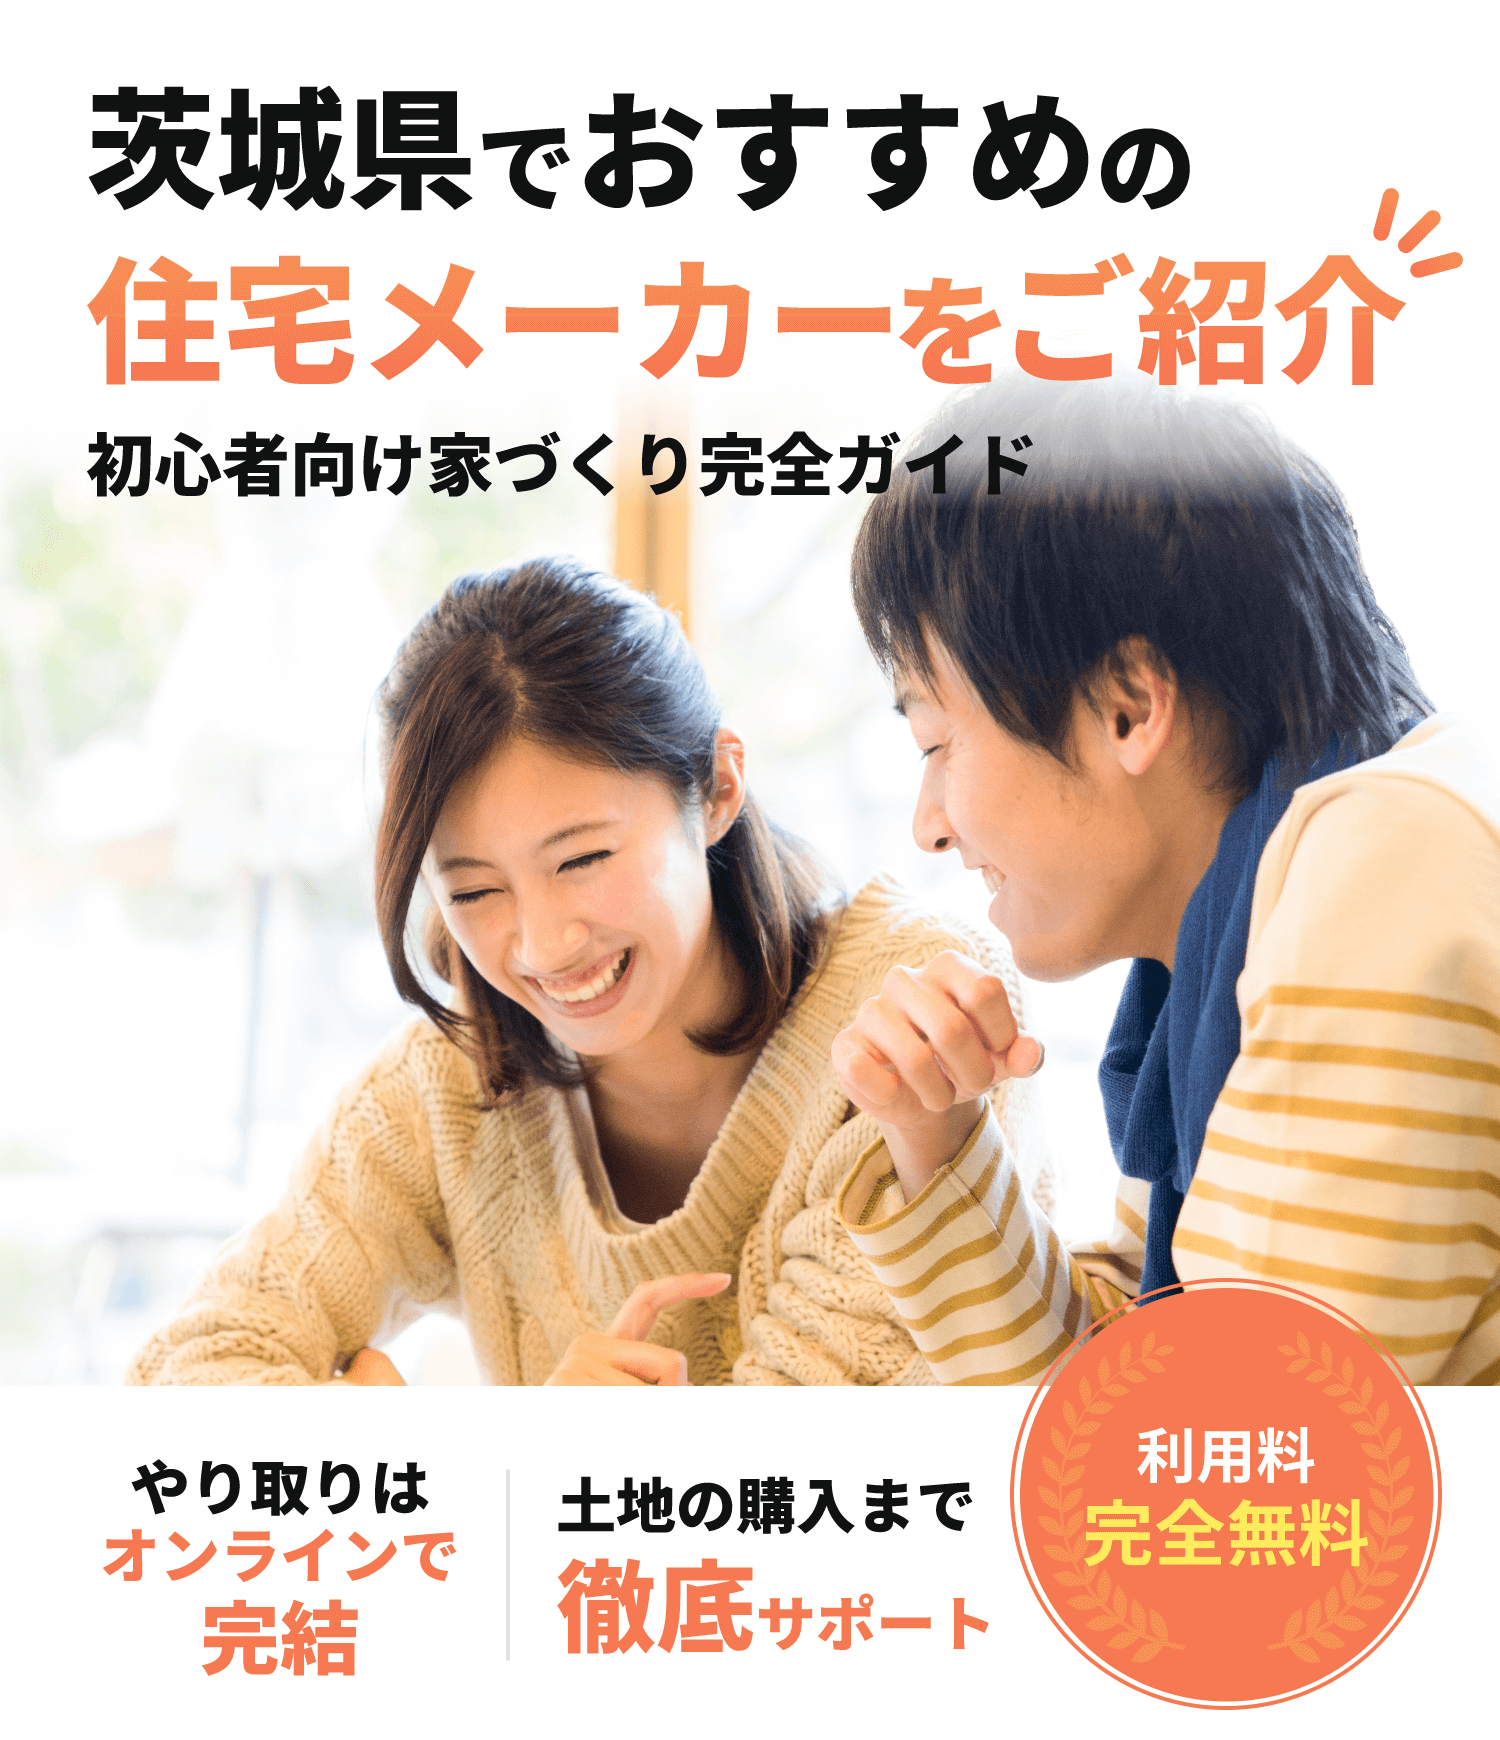 茨城県でおすすめの
住宅メーカーをご紹介
初心者向け家づくり完全ガイド
やり取りは
オンラインで
完結
土地の購入まで
徹底サポート
利用料
完全無料